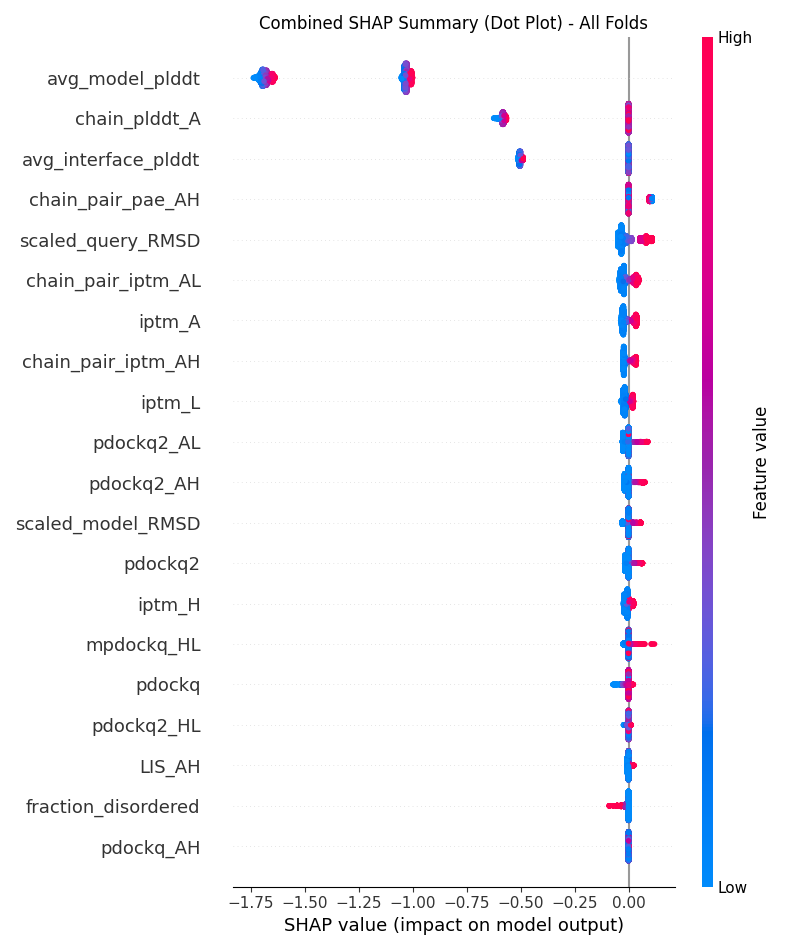 Combined SHAP Summary (Dot Plot) - All Folds
High
avg_model_plddt
chain_plddt_A
avg_interface_plddt
chain_pair_pae_AH
scaled_query_RMSD
chain_pair_iptm_AL
iptm_A
chain_pair_iptm_AH
iptm_L
pdockq2_AL
pdockq2_AH
scaled_model_RMSD
pdockq2
iptm_H
mpdockq_HL
pdockq
pdockq2_HL
LIS_AH
fraction_disordered
pdockq_AH
Feature value
Low
−1.75 −1.50 −1.25 −1.00 −0.75 −0.50 −0.25 0.00
SHAP value (impact on model output)